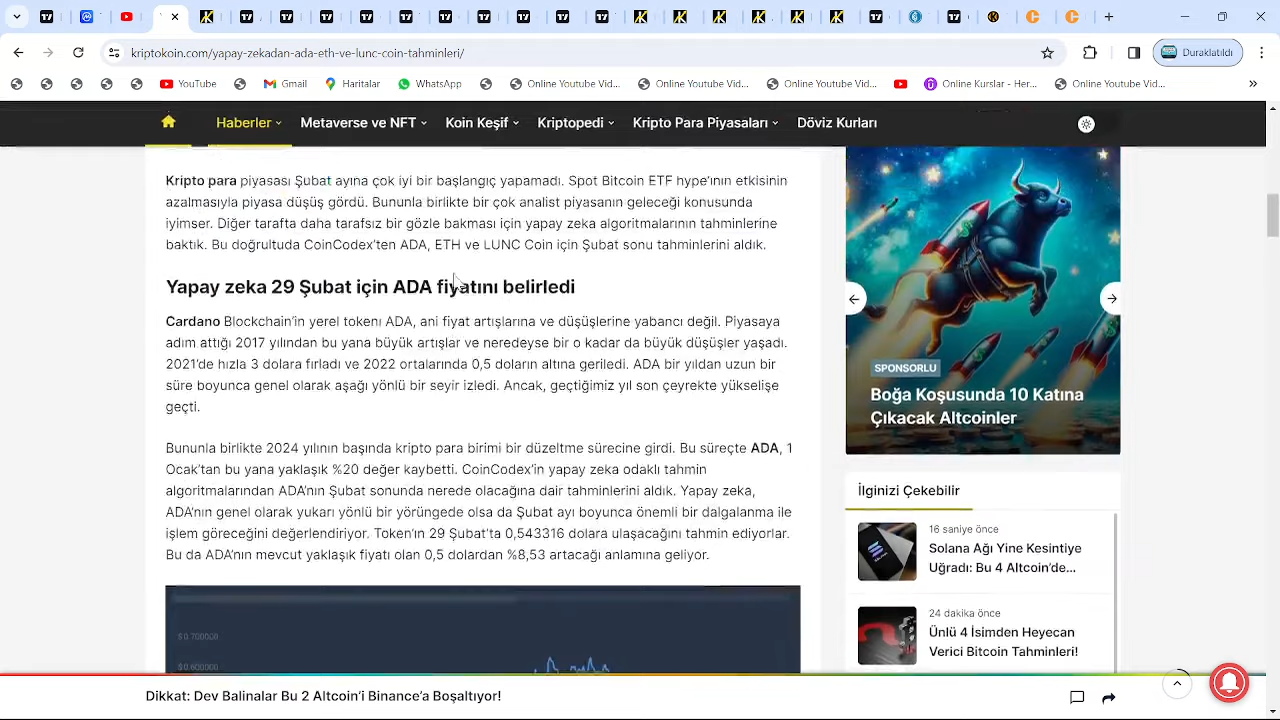 Duraklatıldı
kriptokoin.com/yapay-zekadan-ada-eth-ve-lunc-coin-tahminleri/
YouTube
Gmail
Haritalar
WhatsApp
Online Youtube Vid...
Online Youtube Vid...
Online Youtube Vid...
Online Kurslar - Her...
Online Youtube Vid...
Haberler
Metaverse ve NFT
Koin Keşif
Kriptopedi
Kripto Para Piyasaları
Döviz Kurları
Kripto para piyasası Şubat ayına çok iyi bir başlangıç yapamadı. Spot Bitcoin ETF hype'ının etkisinin
azalmasıyla piyasa düşüş gördü. Bununla birlikte bir çok analist piyasanın geleceği konusunda
iyimser. Diğer tarafta daha tarafsız bir gözle bakması için yapay zeka algoritmalarının tahminlerine
baktık. Bu doğrultuda CoinCodex'ten ADA, ETH ve LUNC Coin için Şubat sonu tahminlerini aldık.
Yapay zeka 29 Şubat için ADA fiyatını belirledi
Cardano Blockchain'in yerel tokenı ADA, ani fiyat artışlarına ve düşüşlerine yabancı değil. Piyasaya
adım attığı 2017 yılından bu yana büyük artışlar ve neredeyse bir o kadar da büyük düşüşler yaşadı.
2021'de hızla 3 dolara fırladı ve 2022 ortalarında 0,5 doların altına geriledi. ADA bir yıldan uzun bir
süre boyunca genel olarak aşağı yönlü bir seyir izledi. Ancak, geçtiğimiz yıl son çeyrekte yükselişe
geçti.
Bununla birlikte 2024 yılının başında kripto para birimi bir düzeltme sürecine girdi. Bu süreçte ADA, 1
Ocak'tan bu yana yaklaşık %20 değer kaybetti. CoinCodex'in yapay zeka odaklı tahmin
algoritmalarından ADA'nın Şubat sonunda nerede olacağına dair tahminlerini aldık. Yapay zeka,
ADA'nın genel olarak yukarı yönlü bir yörüngede olsa da Şubat ayı boyunca önemli bir dalgalanma ile
işlem göreceğini değerlendiriyor. Token'ın 29 Şubat'ta 0,543316 dolara ulaşacağını tahmin ediyorlar.
Bu da ADA'nın mevcut yaklaşık fiyatı olan 0,5 dolardan %8,53 artacağı anlamına geliyor.
$0.700000
$0.600000
SPONSORLU
Boğa Koşusunda 10 Katına
Çıkacak Altcoinler
İlginizi Çekebilir
16 saniye önce
Solana Ağı Yine Kesintiye
Uğradı: Bu 4 Altcoin'de...
24 dakika önce
Ünlü 4 İsimden Heyecan
Verici Bitcoin Tahminleri!
Dikkat: Dev Balinalar Bu 2 Altcoin'i Binance'a Boşaltıyor!